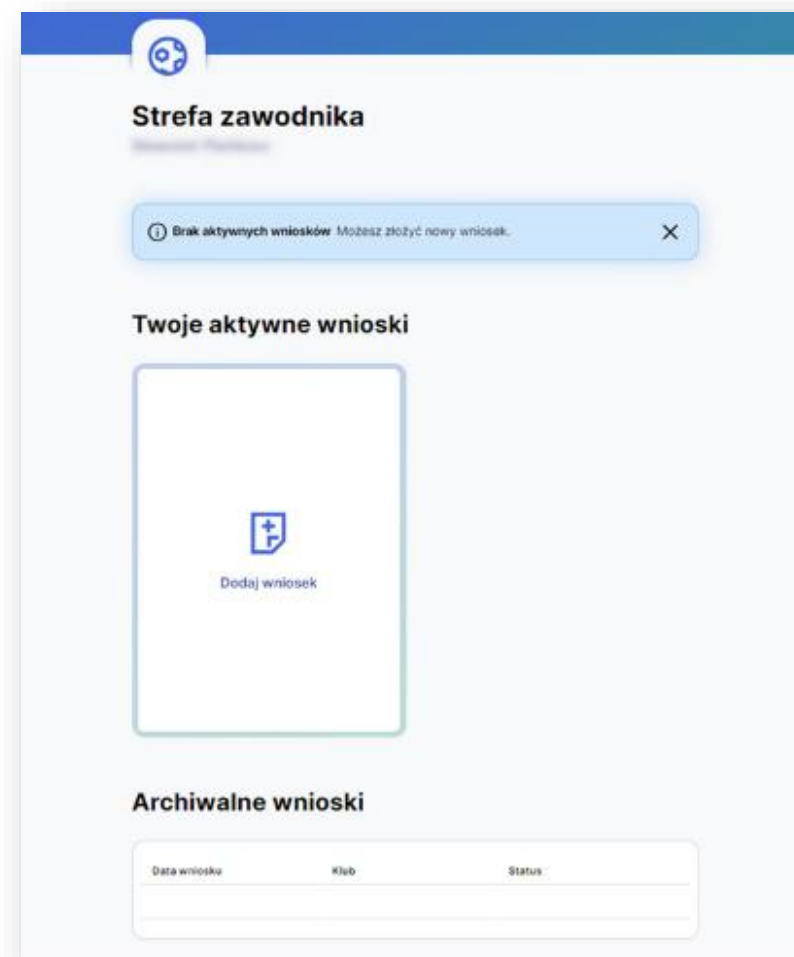 Strefa zawodnika
Brak aktywnych wniosków Możesz złożyć nowy wniosek.
Twoje aktywne wnioski
Dodaj wniosek
Archiwalne wnioski
Data wniosku Klub Status